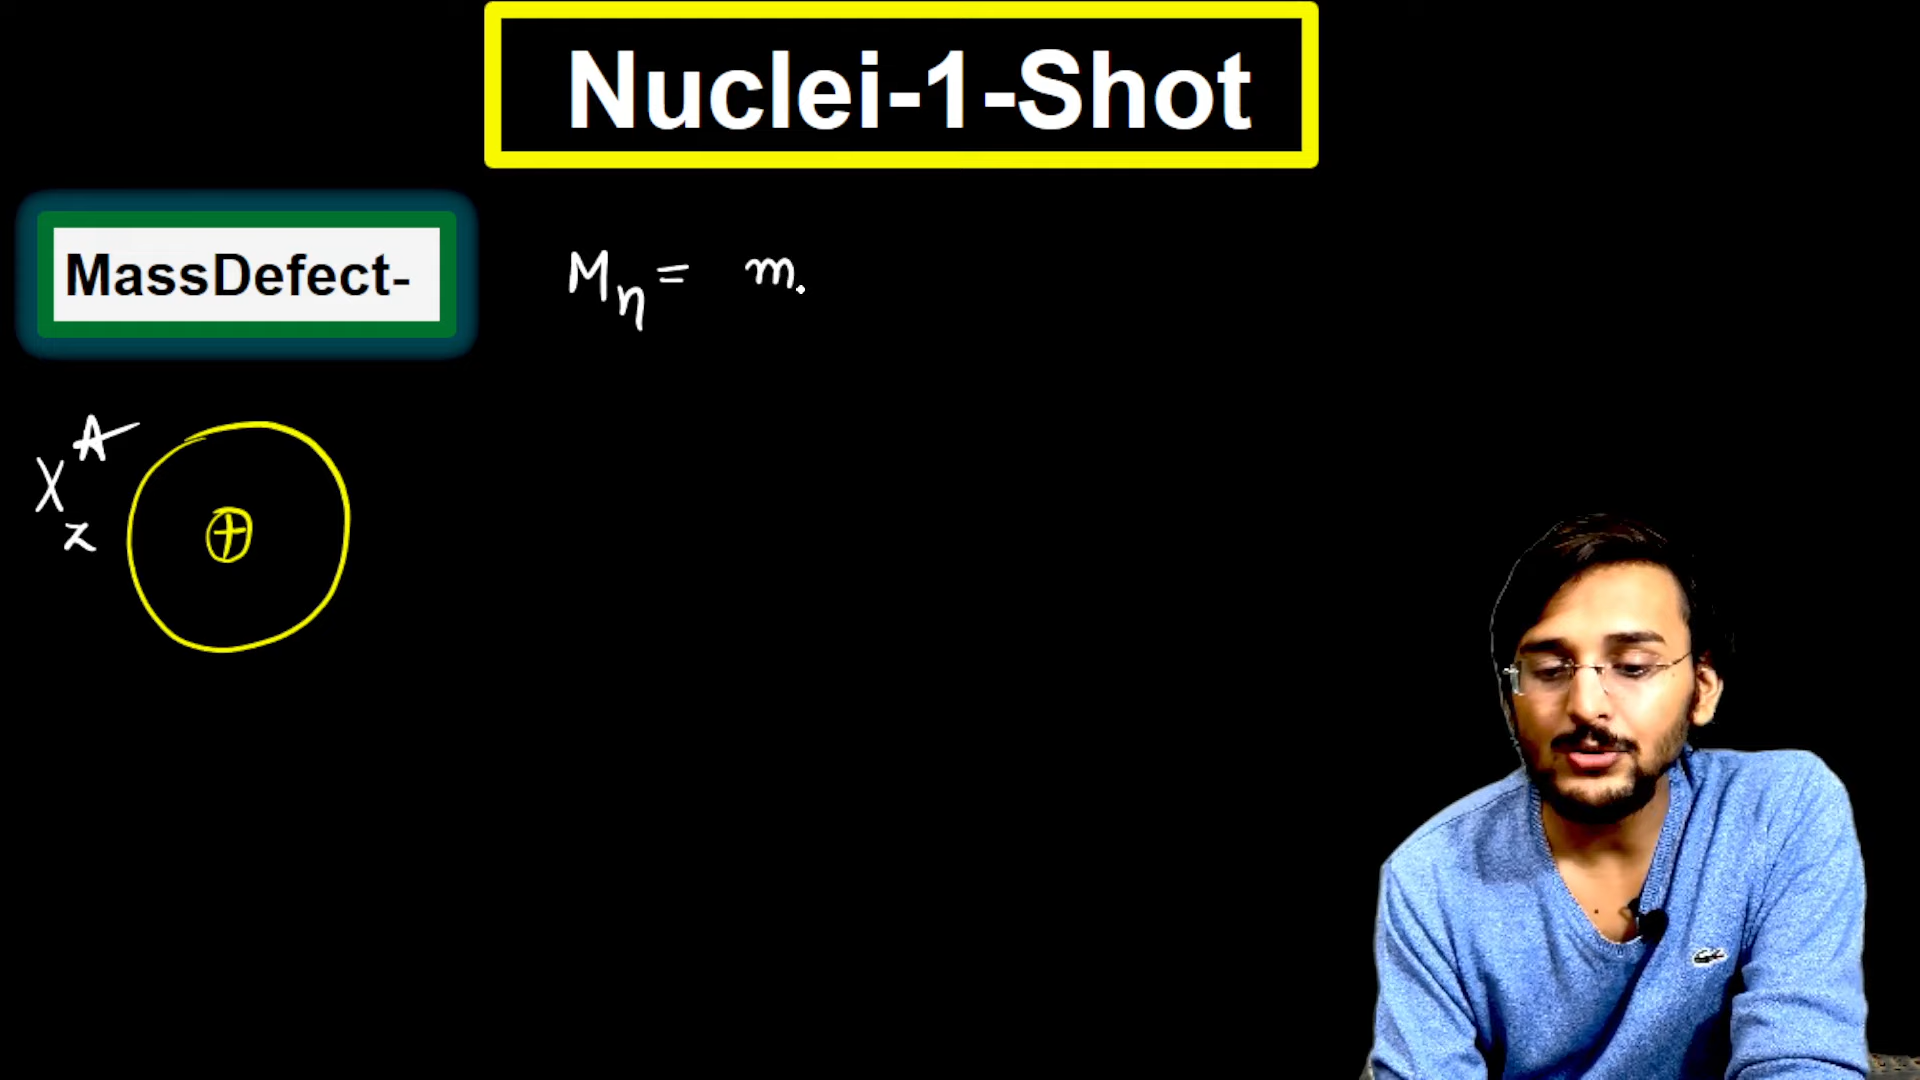 Nuclei-1-Shot
MassDefect-
Mη = m.
X A z
+